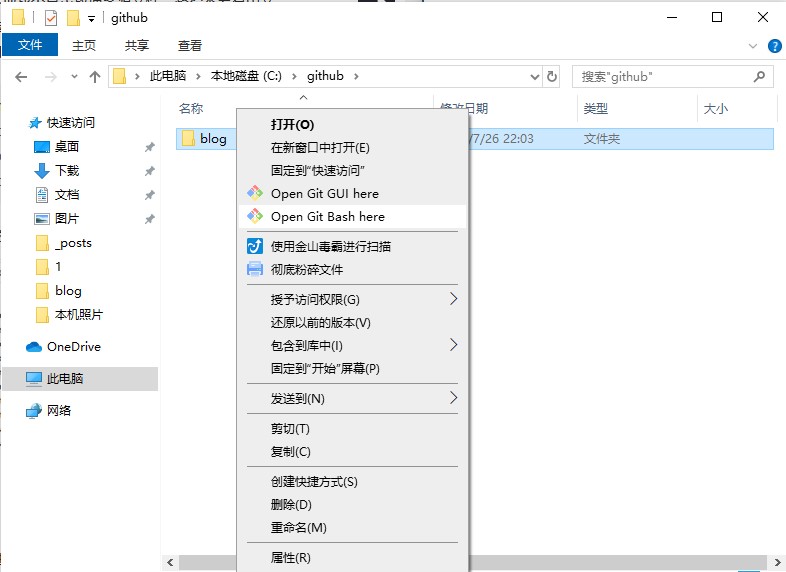 github
文件 主页 共享 查看
此电脑 本地磁盘 (C:) github
搜索"github"
名称 修改日期 类型 大小
快速访问
桌面
下载
文档
图片
_posts
1
blog
本机照片
OneDrive
此电脑
网络
blog /7/26 22:03 文件夹
打开(O)
在新窗口中打开(E)
固定到"快速访问"
Open Git GUI here
Open Git Bash here
使用金山毒霸进行扫描
彻底粉碎文件
授予访问权限(G)
还原以前的版本(V)
包含到库中(I)
固定到"开始"屏幕(P)
发送到(N)
剪切(T)
复制(C)
创建快捷方式(S)
删除(D)
重命名(M)
属性(R)